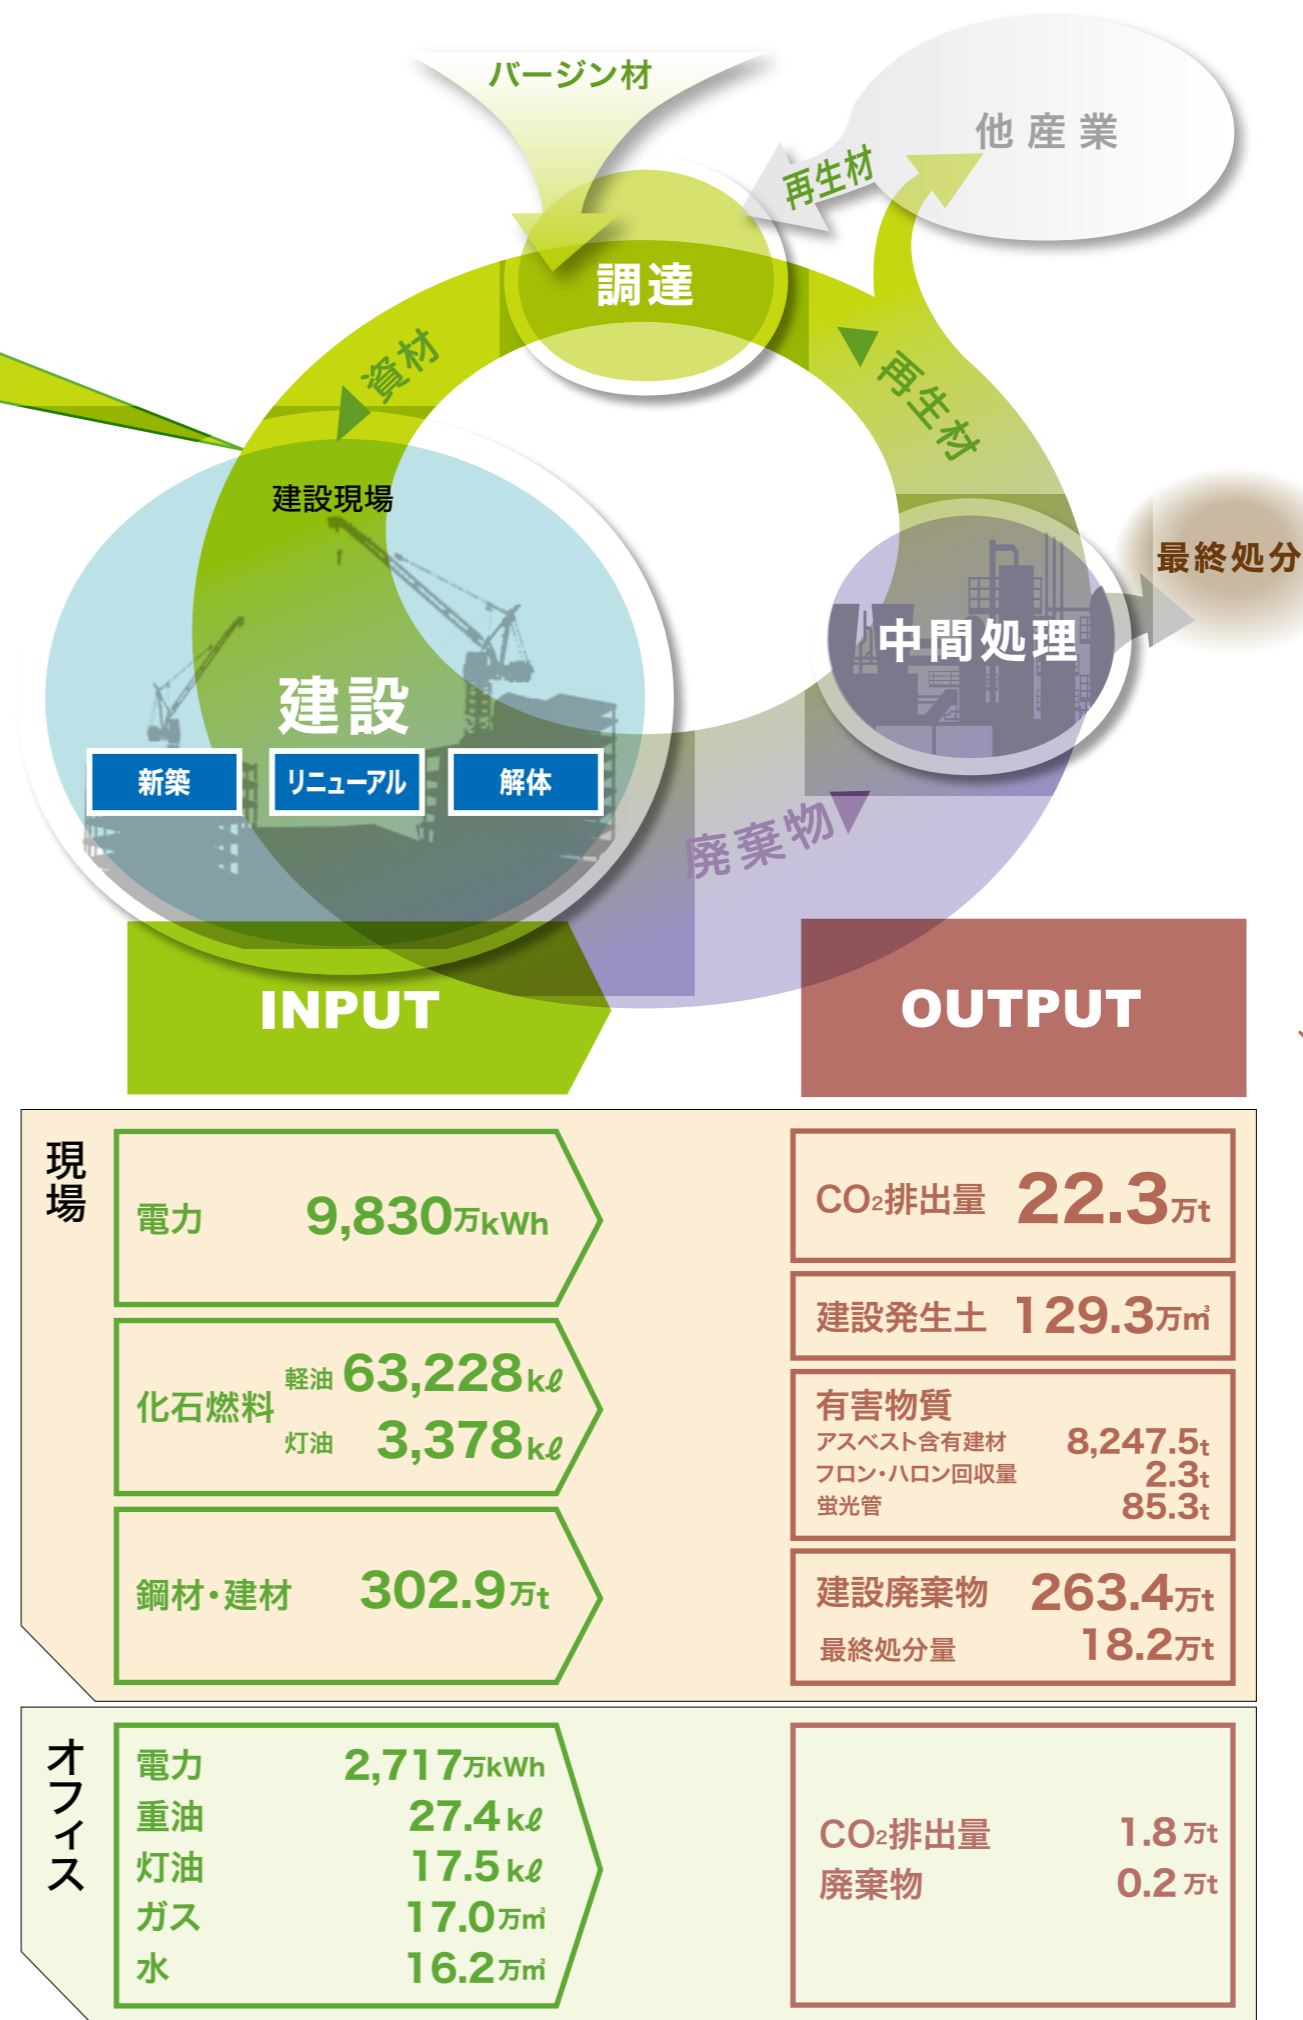 バージン材
他産業
再生材
調達
資材
再生材
建設現場
最終処分
中間処理
建設
新築
リニューアル
解体
廃棄物
INPUT
OUTPUT
現場
電力 9,830万kWh
化石燃料
軽油 63,228kℓ
灯油 3,378kℓ
鋼材・建材 302.9万t
CO2排出量 22.3万t
建設発生土 129.3万㎥
有害物質
アスベスト含有建材 8,247.5t
フロン・ハロン回収量 2.3t
蛍光管 85.3t
建設廃棄物 263.4万t
最終処分量 18.2万t
オフィス
電力 2,717万kWh
重油 27.4kℓ
灯油 17.5kℓ
ガス 17.0万㎥
水 16.2万㎥
CO2排出量 1.8万t
廃棄物 0.2万t